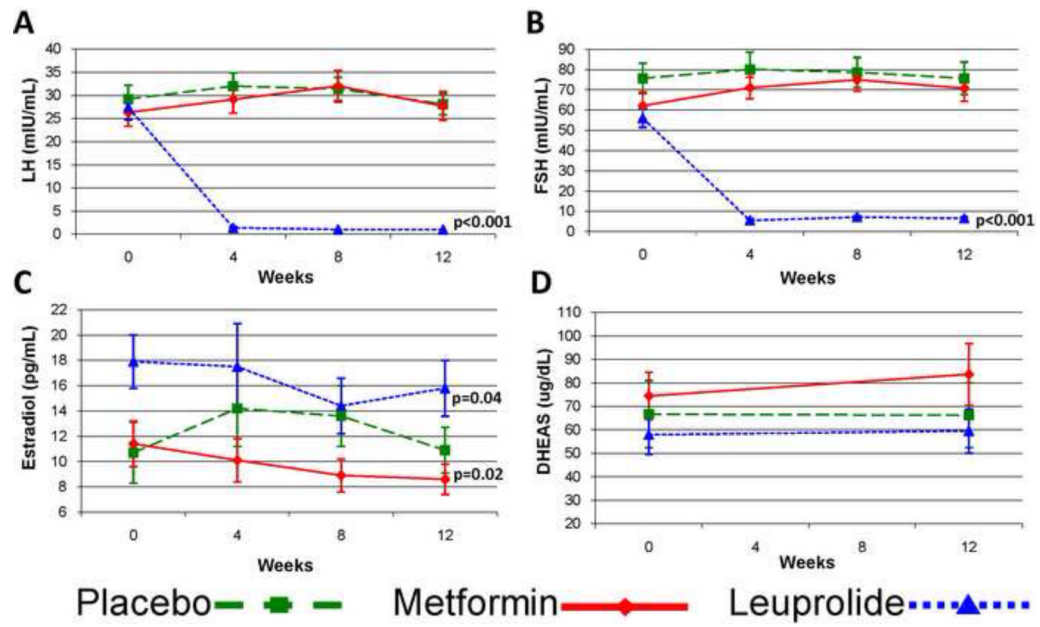 A
LH (mIU/mL)
40
35
30
25
20
15
10
5
0
p<0.001
0 4 8 12
Weeks
B
FSH (mIU/mL)
90
80
70
60
50
40
30
20
10
0
p<0.001
0 4 8 12
Weeks
C
Estradiol (pg/mL)
22
20
18
16
14
12
10
8
6
p=0.04
p=0.02
0 4 8 12
Weeks
D
DHEAS (ug/dL)
110
100
90
80
70
60
50
40
30
20
0 4 8 12
Weeks
Placebo Metformin Leuprolide